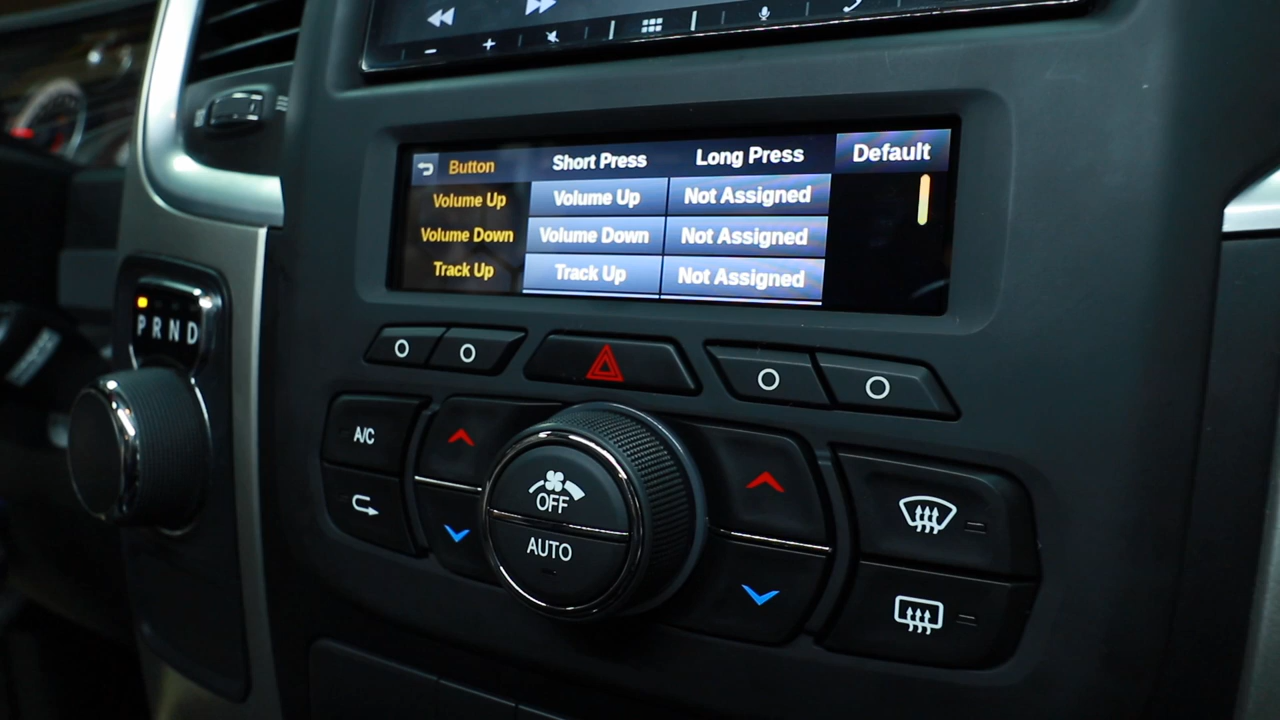 Button Short Press Long Press Default
Volume Up Volume Up Not Assigned
Volume Down Volume Down Not Assigned
Track Up Track Up Not Assigned
P R N D
A/C
OFF
AUTO